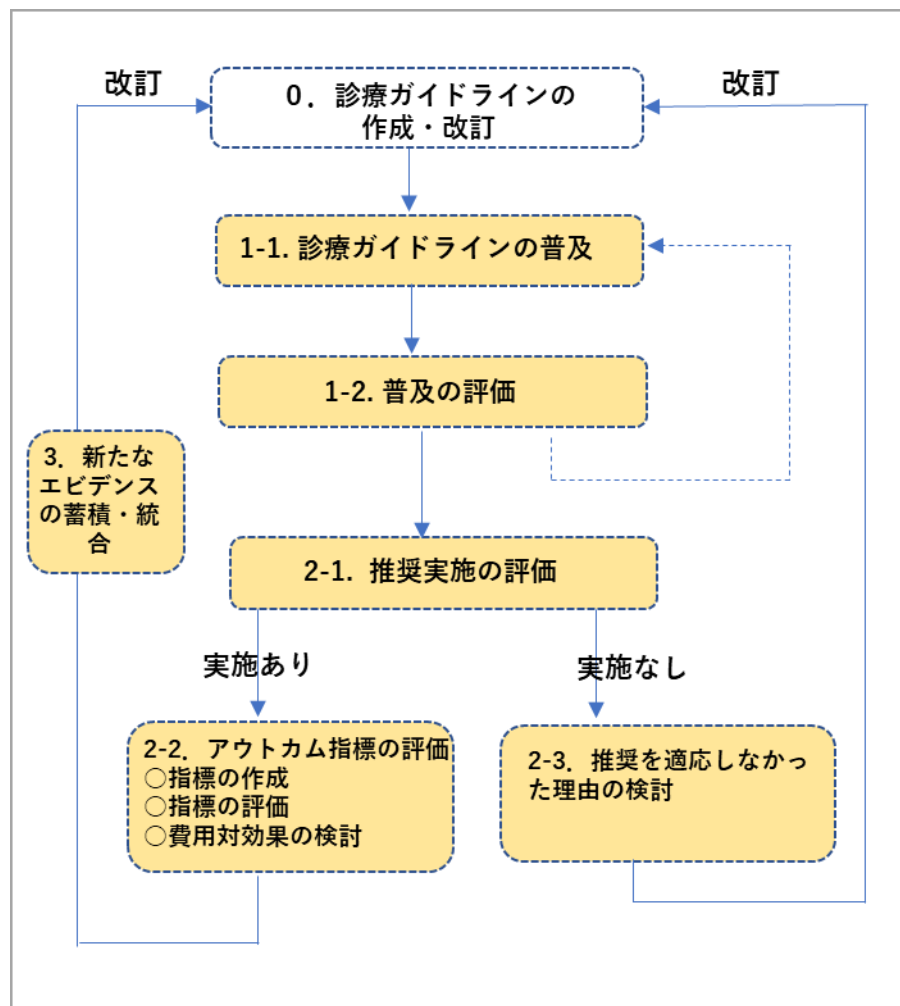 改訂
改訂
０．診療ガイドラインの
作成・改訂
1-1. 診療ガイドラインの普及
1-2. 普及の評価
3．新たな
エビデンス
の蓄積・統
合
2-1. 推奨実施の評価
実施あり
実施なし
2-2．アウトカム指標の評価
○指標の作成
○指標の評価
○費用対効果の検討
2-3．推奨を適応しなかっ
た理由の検討